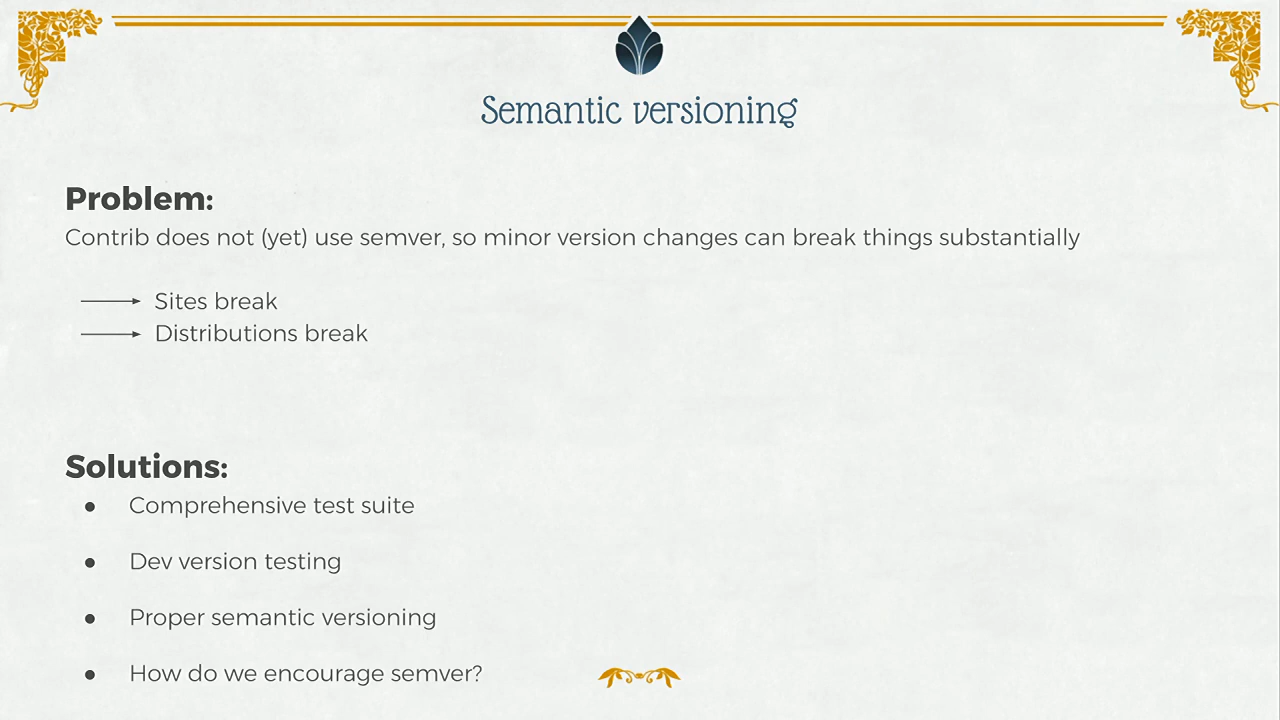 Semantic versioning
Problem:
Contrib does not (yet) use semver, so minor version changes can break things substantially
Sites break
Distributions break
Solutions:
● Comprehensive test suite
● Dev version testing
● Proper semantic versioning
● How do we encourage semver?